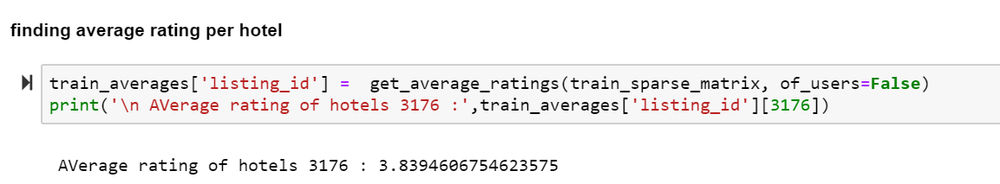 finding average rating per hotel
train_averages['listing_id'] =  get_average_ratings(train_sparse_matrix, of_users=False)
print('\n AVerage rating of hotels 3176 :',train_averages['listing_id'][3176])
AVerage rating of hotels 3176 : 3.8394606754623575